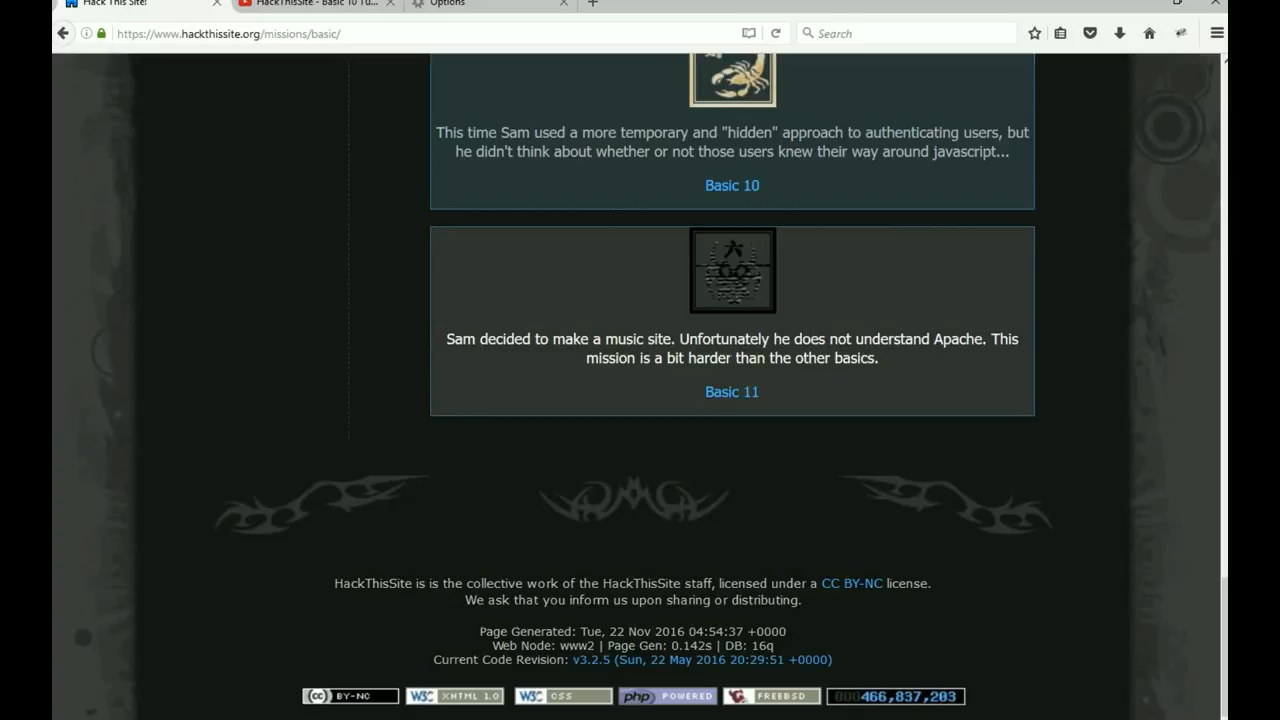 Hack This Site!
HackThisSite - Basic 10 Tu...
Options
https://www.hackthissite.org/missions/basic/
Search
This time Sam used a more temporary and "hidden" approach to authenticating users, but
he didn't think about whether or not those users knew their way around javascript...
Basic 10
六
Sam decided to make a music site. Unfortunately he does not understand Apache. This
mission is a bit harder than the other basics.
Basic 11
HackThisSite is is the collective work of the HackThisSite staff, licensed under a CC BY-NC license.
We ask that you inform us upon sharing or distributing.
Page Generated: Tue, 22 Nov 2016 04:54:37 +0000
Web Node: www2 | Page Gen: 0.142s | DB: 16q
Current Code Revision: v3.2.5 (Sun, 22 May 2016 20:29:51 +0000)
cc BY-NC W3C XHTML 1.0 W3C CSS php POWERED FREEBSD 000466,837,203